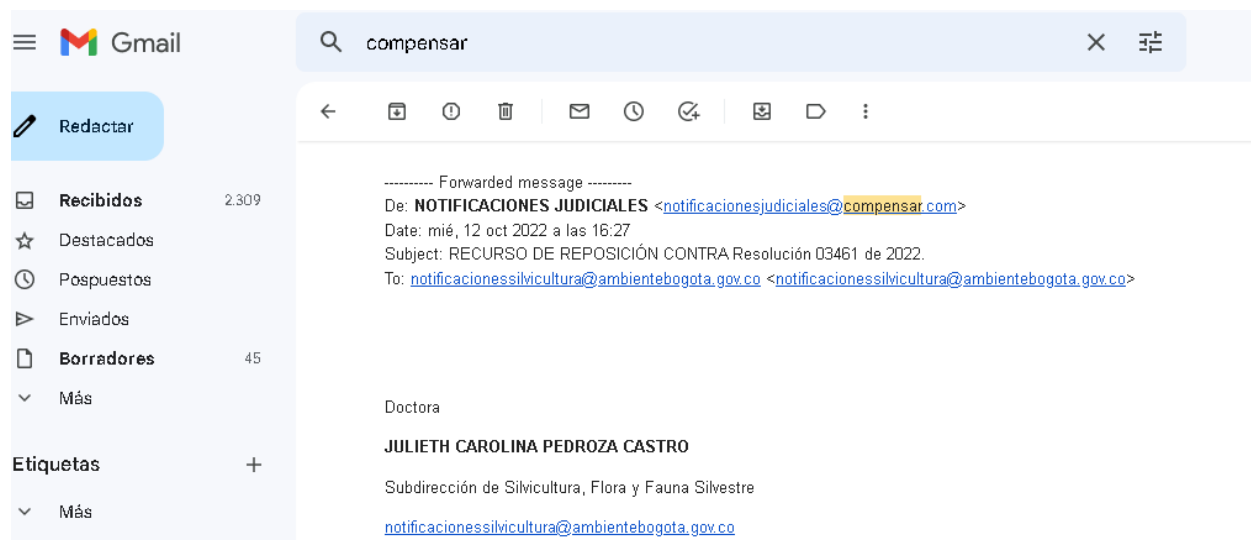 Gmail
compensar
Redactar
Recibidos 2.309
Destacados
Pospuestos
Enviados
Borradores 45
Más
Etiquetas
Más
---------- Forwarded message ---------
De: NOTIFICACIONES JUDICIALES <notificacionesjudiciales@compensar.com>
Date: mié, 12 oct 2022 a las 16:27
Subject: RECURSO DE REPOSICIÓN CONTRA Resolución 03461 de 2022.
To: notificacionessilvicultura@ambientebogota.gov.co <notificacionessilvicultura@ambientebogota.gov.co>
Doctora
JULIETH CAROLINA PEDROZA CASTRO
Subdirección de Silvicultura, Flora y Fauna Silvestre
notificacionessilvicultura@ambientebogota.gov.co